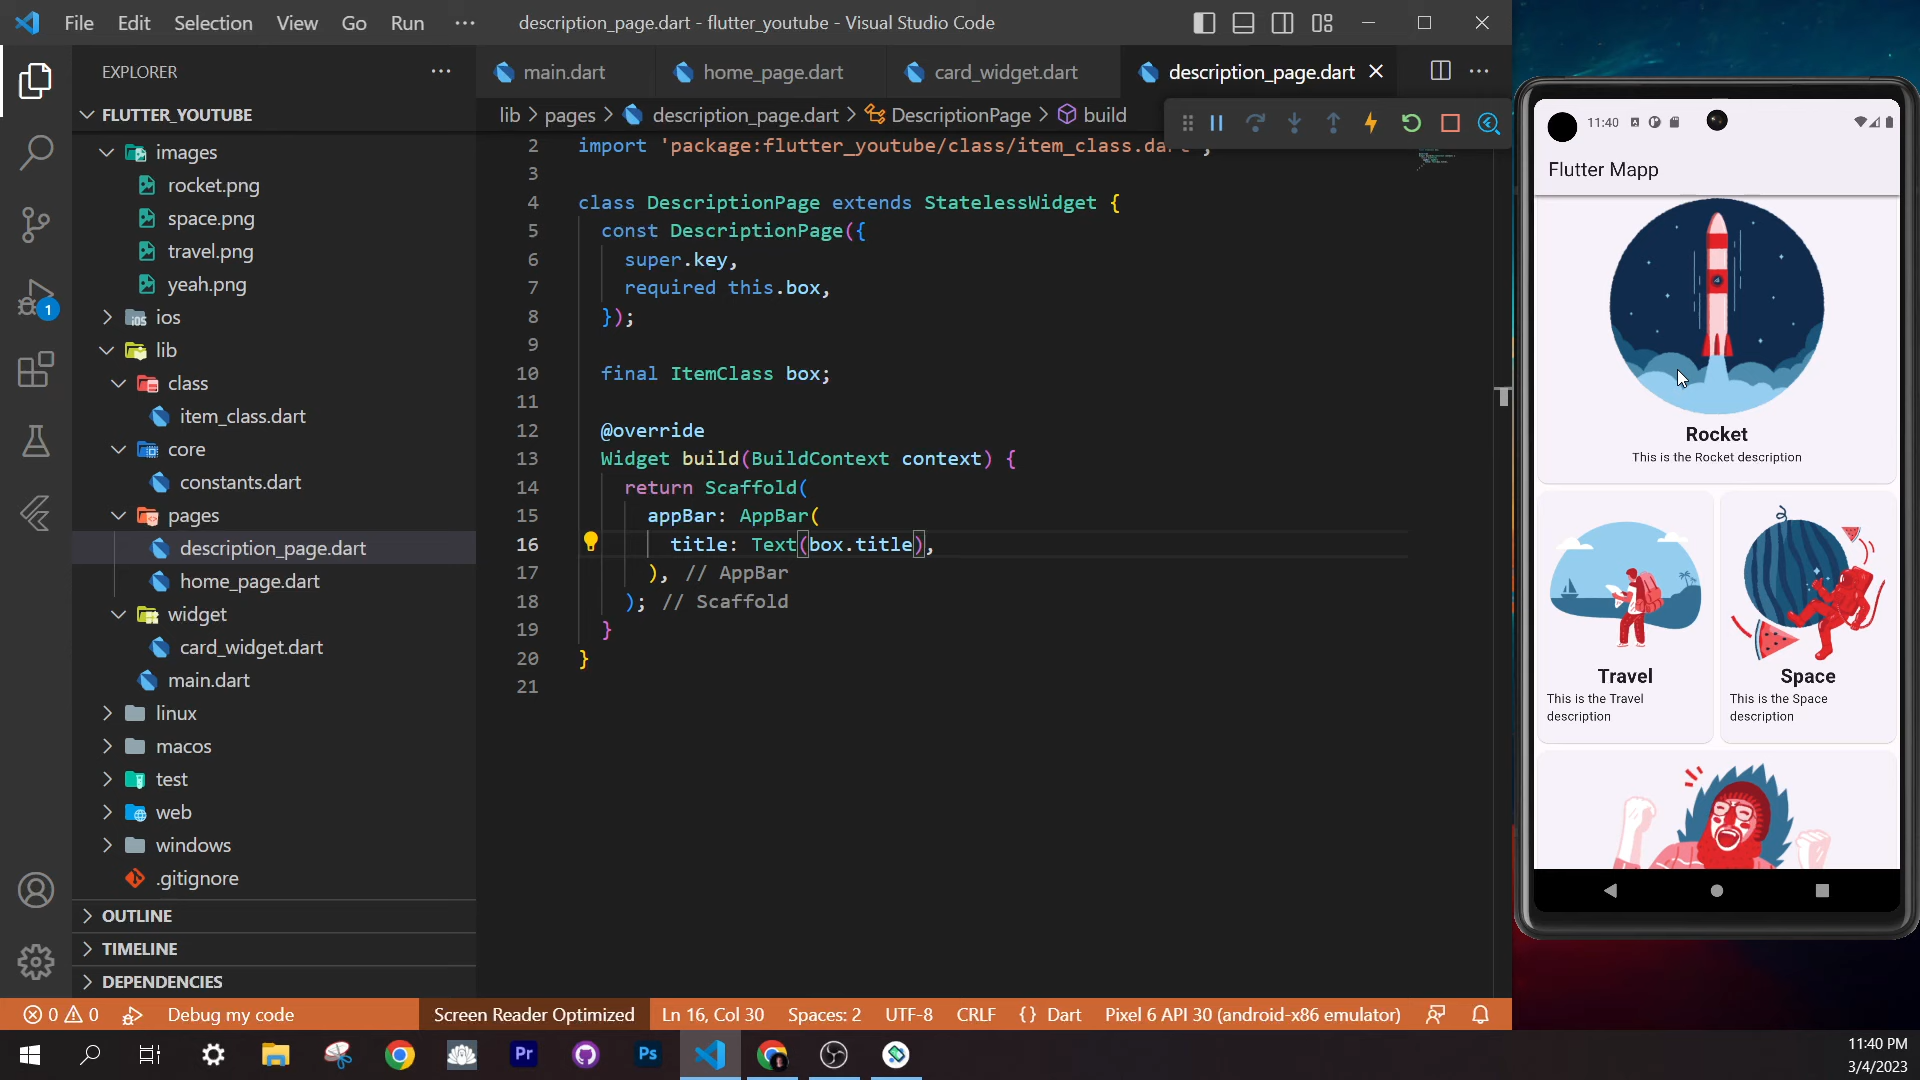 File Edit Selection View Go Run ··· description_page.dart - flutter_youtube - Visual Studio Code
EXPLORER ···
main.dart home_page.dart card_widget.dart description_page.dart ···
FLUTTER_YOUTUBE
lib > pages > description_page.dart > DescriptionPage > build
images
rocket.png
space.png
travel.png
yeah.png
ios
lib
class
item_class.dart
core
constants.dart
pages
description_page.dart
home_page.dart
widget
card_widget.dart
main.dart
linux
macos
test
web
windows
.gitignore
OUTLINE
TIMELINE
DEPENDENCIES
1
2 import 'package:flutter_youtube/class/item_class.dart';
3
4 class DescriptionPage extends StatelessWidget {
5 const DescriptionPage({
6 super.key,
7 required this.box,
8 });
9
10 final ItemClass box;
11
12 @override
13 Widget build(BuildContext context) {
14 return Scaffold(
15 appBar: AppBar(
16 title: Text(box.title),
17 ), // AppBar
18 ); // Scaffold
19 }
20 }
21
11:40
Flutter Mapp
Rocket
This is the Rocket description
Travel
This is the Travel
description
Space
This is the Space
description
0 0 Debug my code Screen Reader Optimized Ln 16, Col 30 Spaces: 2 UTF-8 CRLF {} Dart Pixel 6 API 30 (android-x86 emulator)
Pr
Ps
11:40 PM
3/4/2023